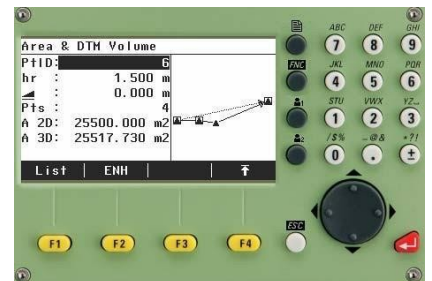 Area & DTM Volume
PtID: 6
hr : 1.500 m
: 0.000 m
Pts : 4
A 2D: 25500.000 m2
A 3D: 25517.730 m2
List | ENH |
F1 F2 F3 F4
FNC
1
2
ESC
ABC DEF GHI
7 8 9
JKL MNO PQR
4 5 6
STU VWX YZ_
1 2 3
/$% _@& *?!
0 . ±